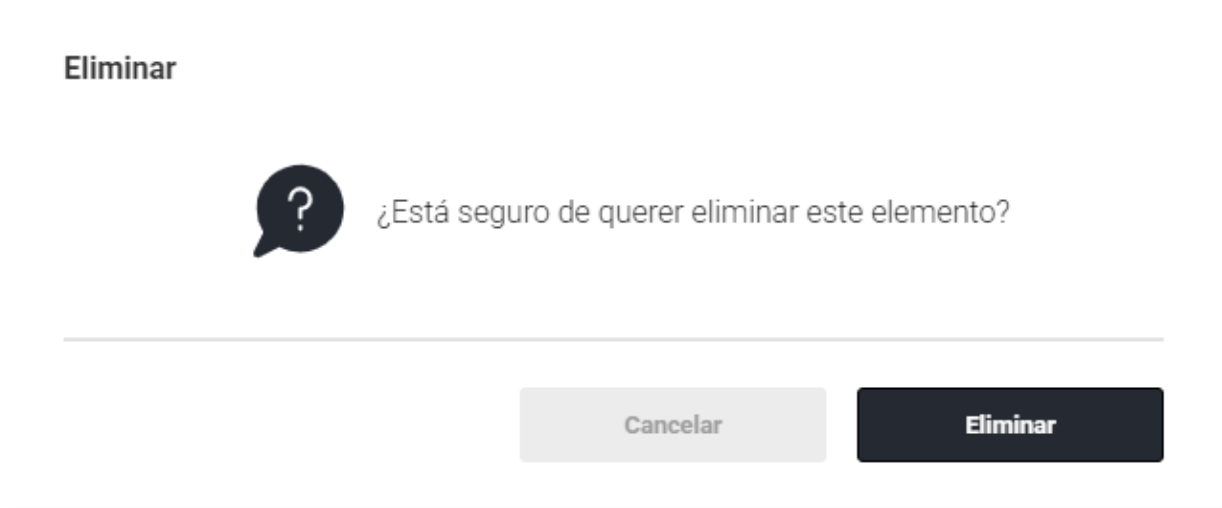 Eliminar
¿Está seguro de querer eliminar este elemento?
Cancelar
Eliminar